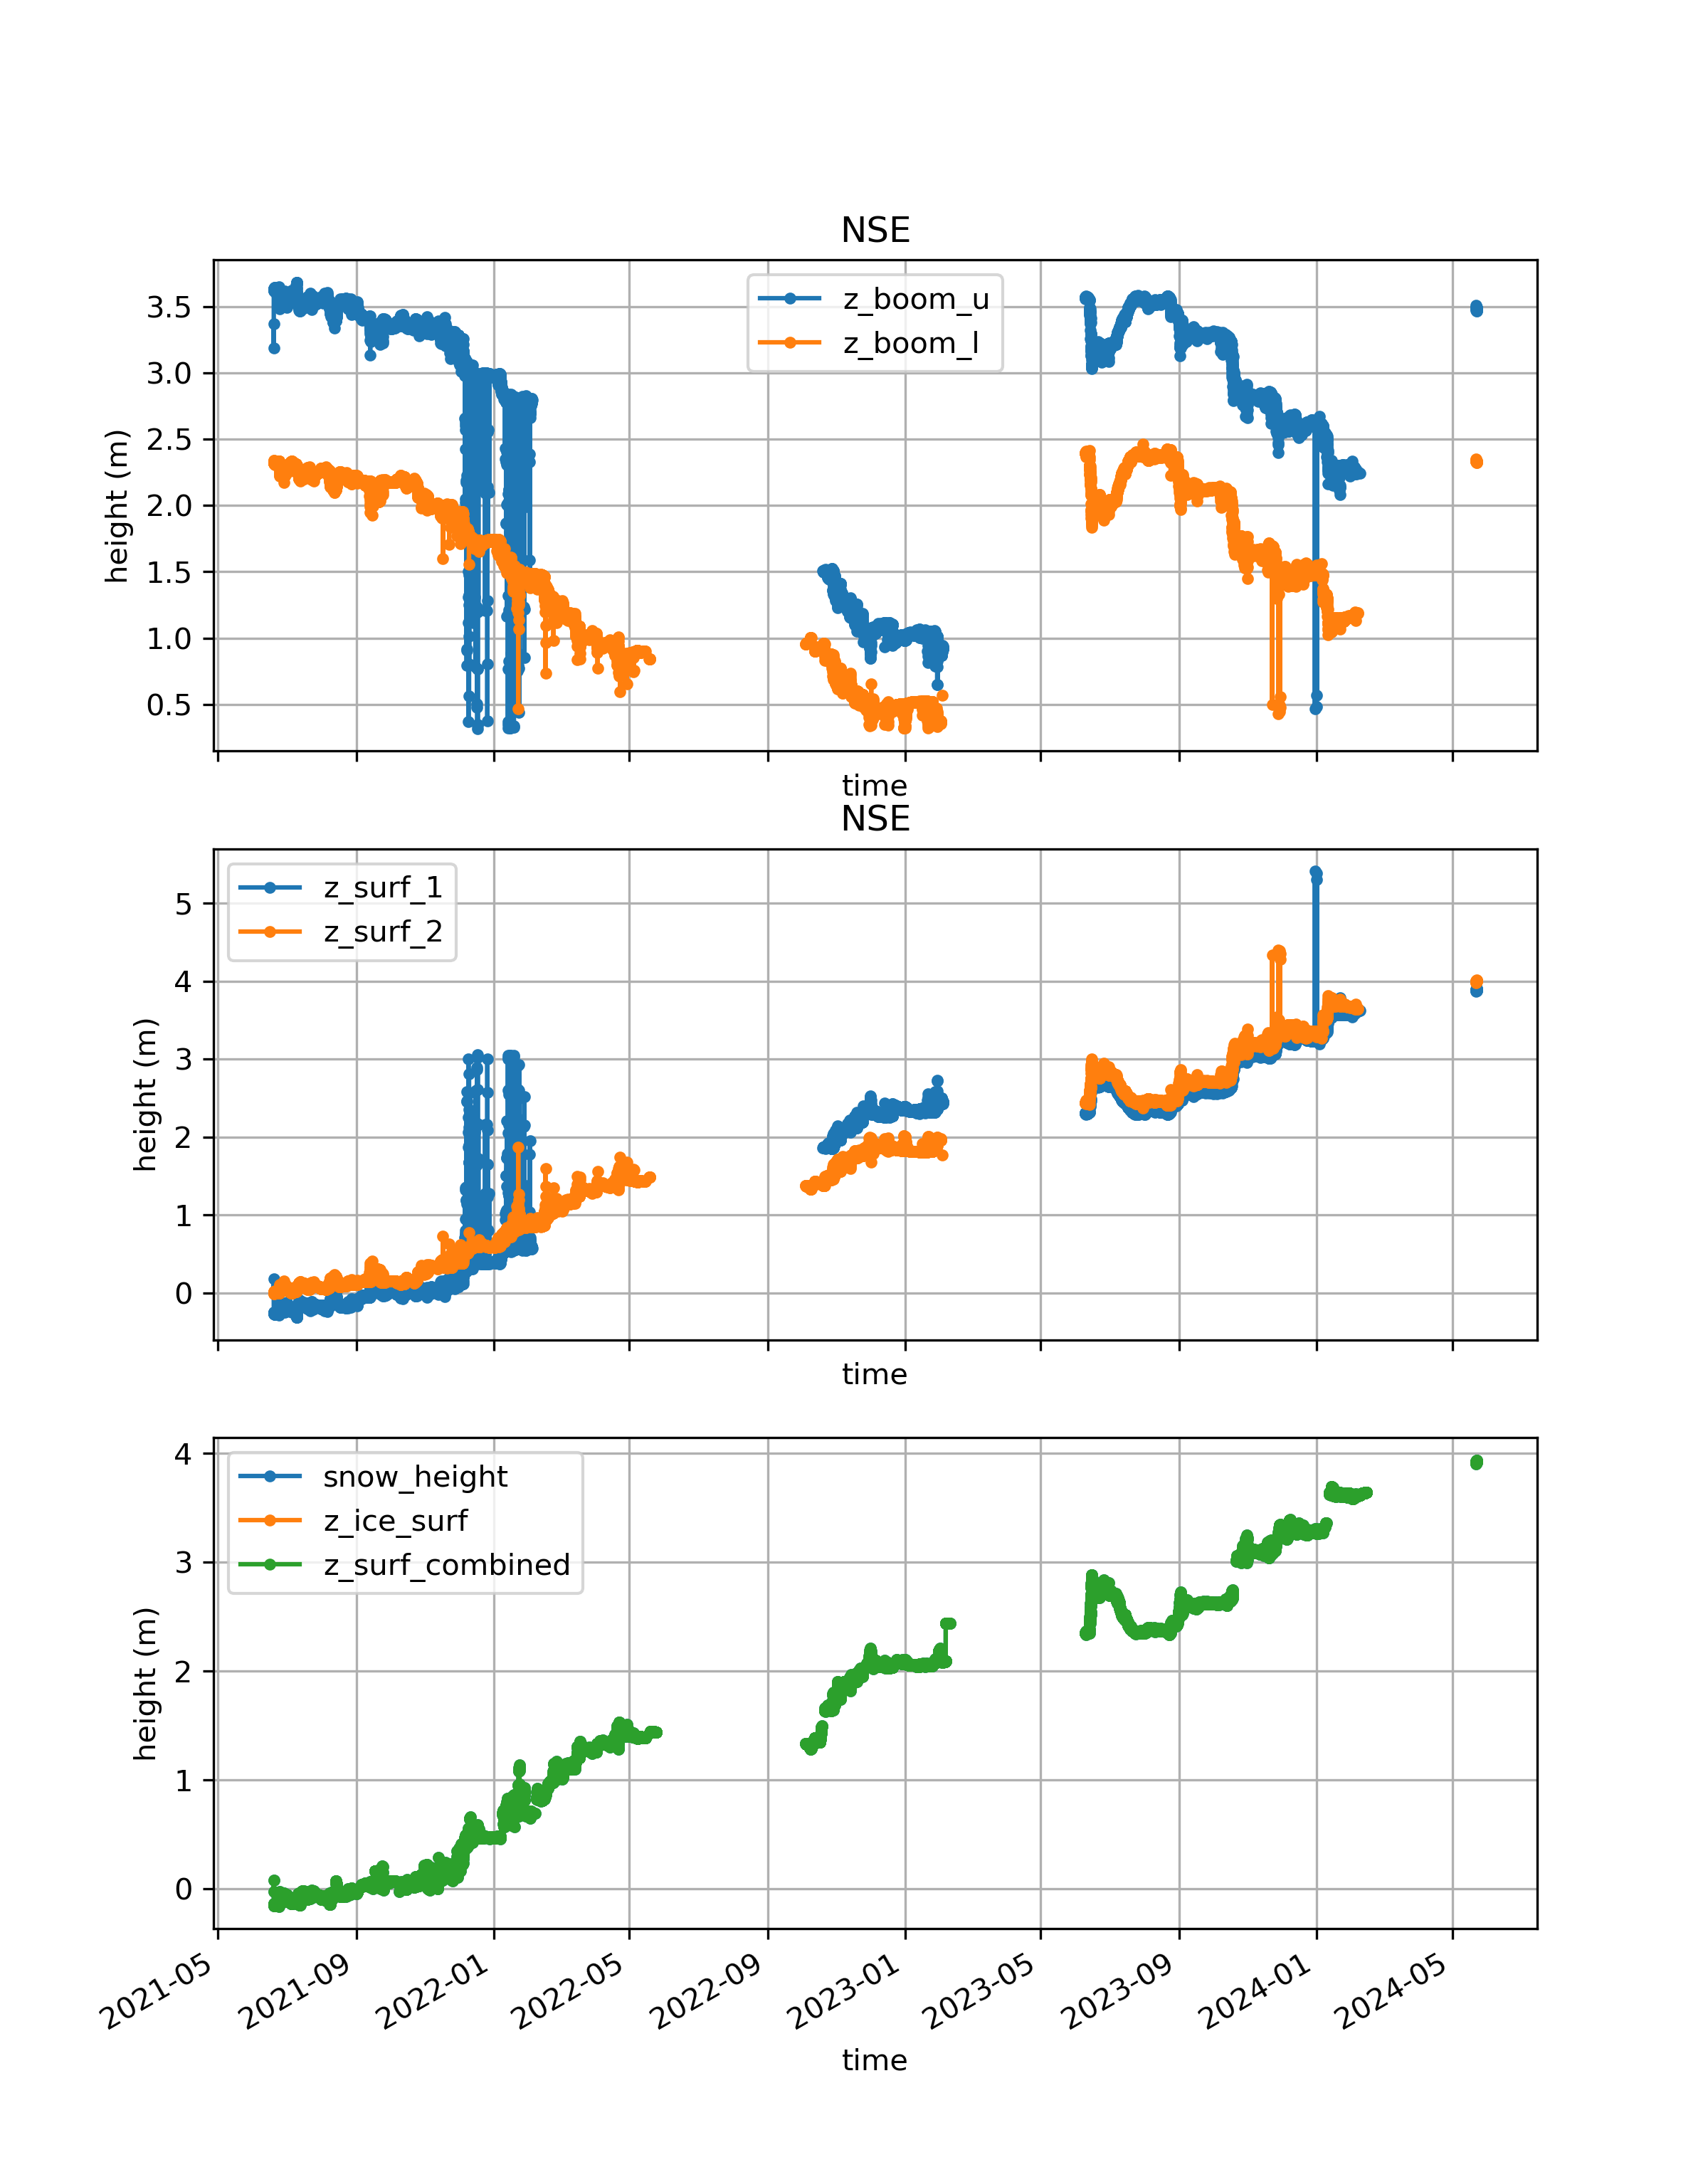 NSE
z_boom_u
z_boom_l
height (m)
3.5
3.0
2.5
2.0
1.5
1.0
0.5
time
NSE
z_surf_1
z_surf_2
height (m)
5
4
3
2
1
0
time
snow_height
z_ice_surf
z_surf_combined
height (m)
4
3
2
1
0
2021-05
2021-09
2022-01
2022-05
2022-09
2023-01
2023-05
2023-09
2024-01
2024-05
time